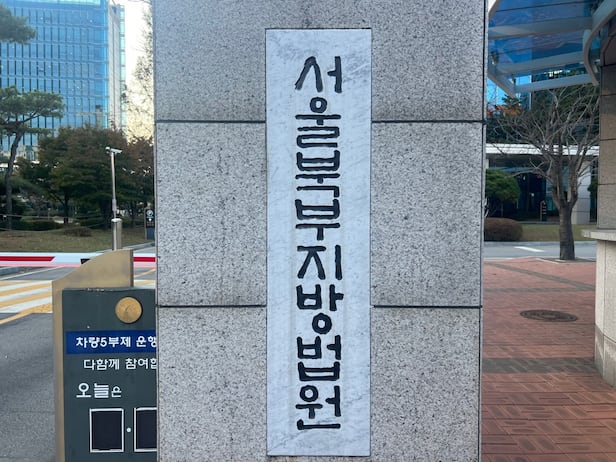 서울북부지방법원
차량5부제 운행
다함께 참여합
오늘은